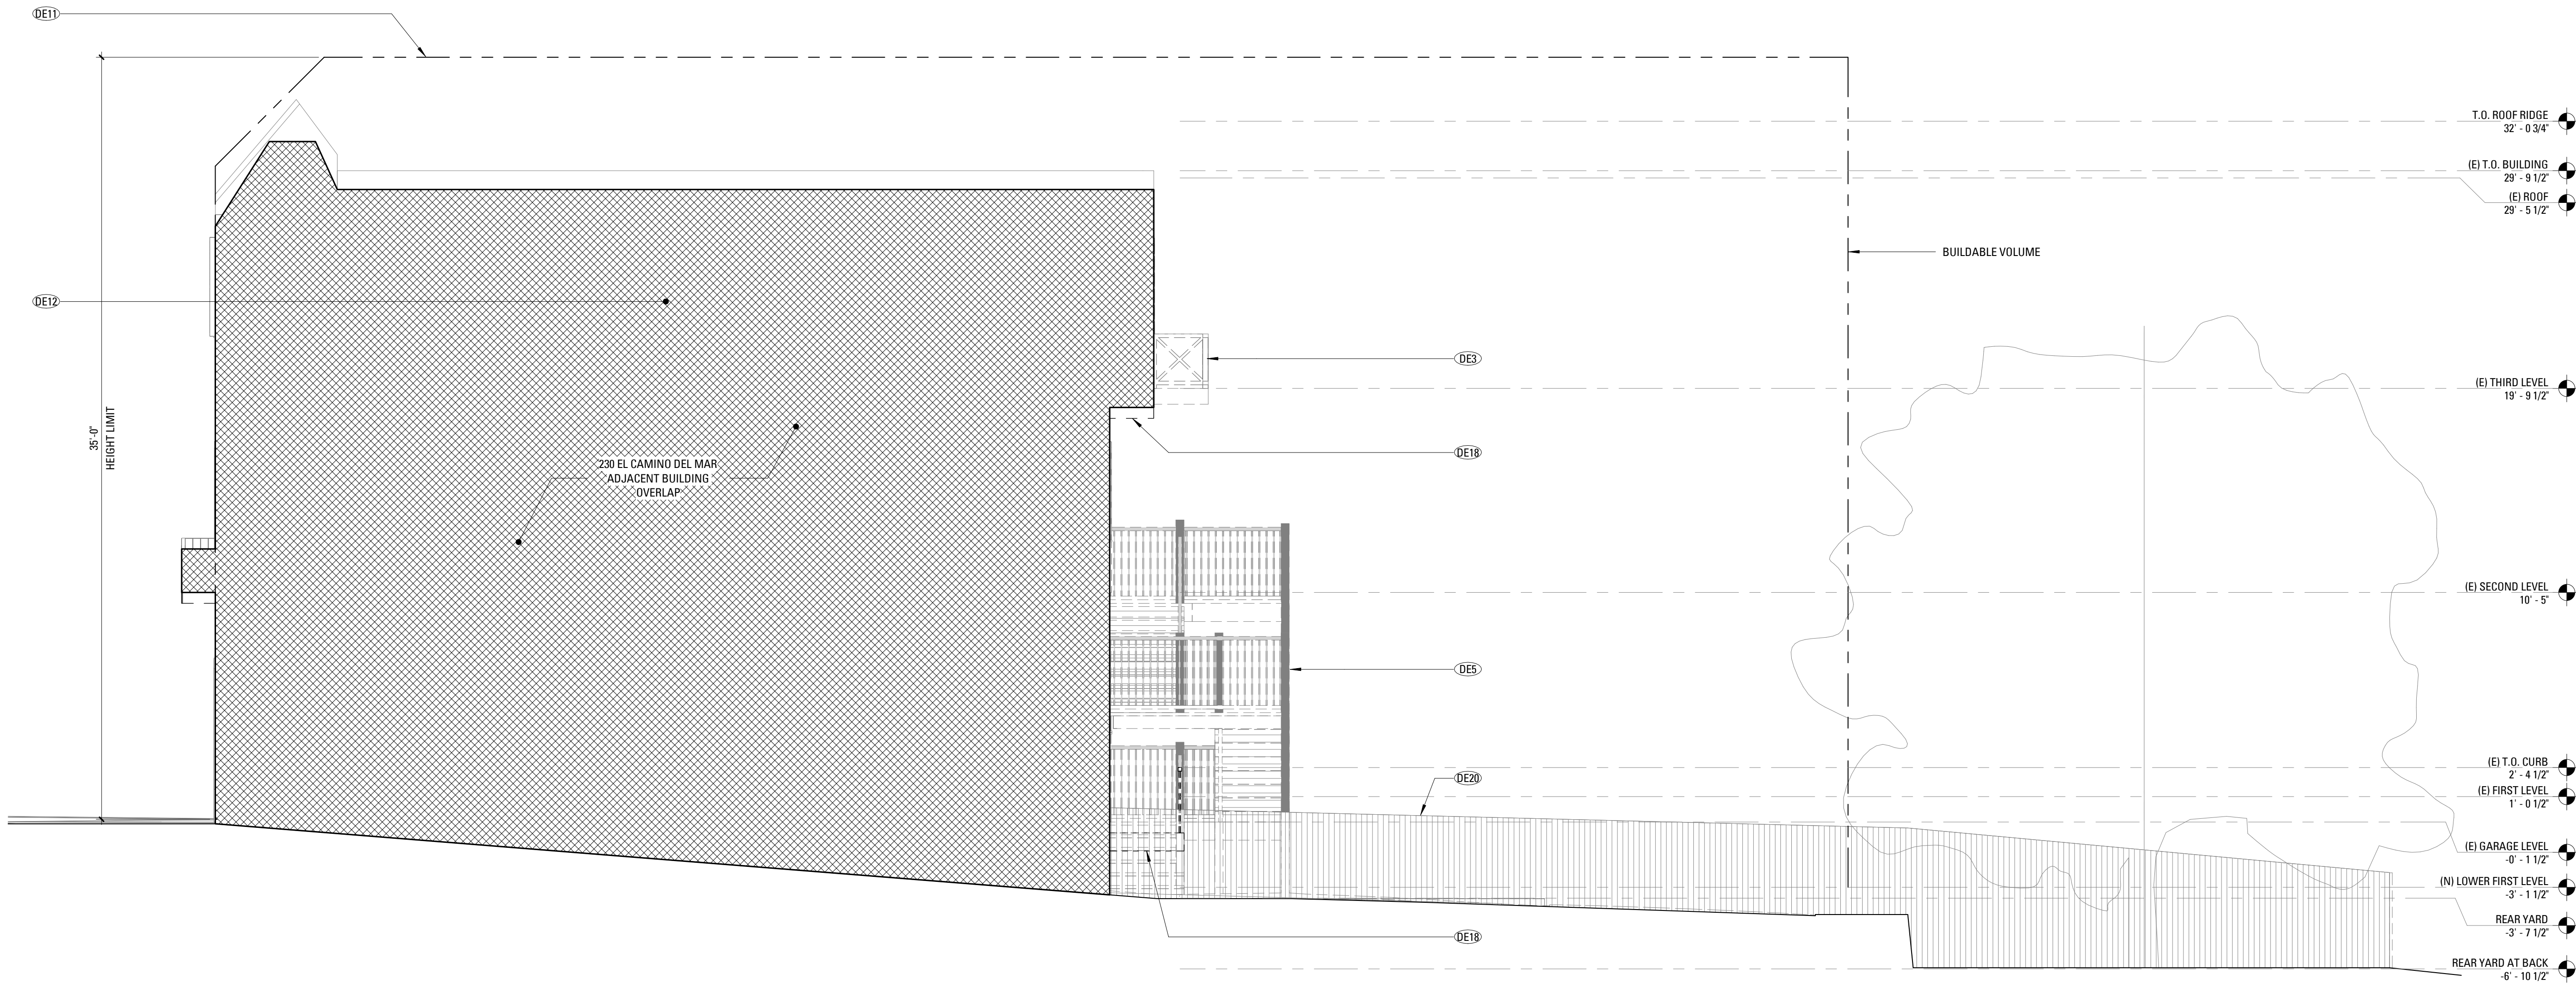 DE11
T.O. ROOF RIDGE
32' - 0 3/4"
(E) T.O. BUILDING
29' - 9 1/2"
(E) ROOF
29' - 5 1/2"
BUILDABLE VOLUME
DE12
DE3
(E) THIRD LEVEL
19' - 9 1/2"
35'-0"
HEIGHT LIMIT
DE18
230 EL CAMINO DEL MAR
ADJACENT BUILDING
OVERLAP
(E) SECOND LEVEL
10' - 5"
DE5
(E) T.O. CURB
2' - 4 1/2"
DE20
(E) FIRST LEVEL
1' - 0 1/2"
(E) GARAGE LEVEL
-0' - 1 1/2"
(N) LOWER FIRST LEVEL
-3' - 1 1/2"
REAR YARD
-3' - 7 1/2"
DE18
REAR YARD AT BACK
-6' - 10 1/2"